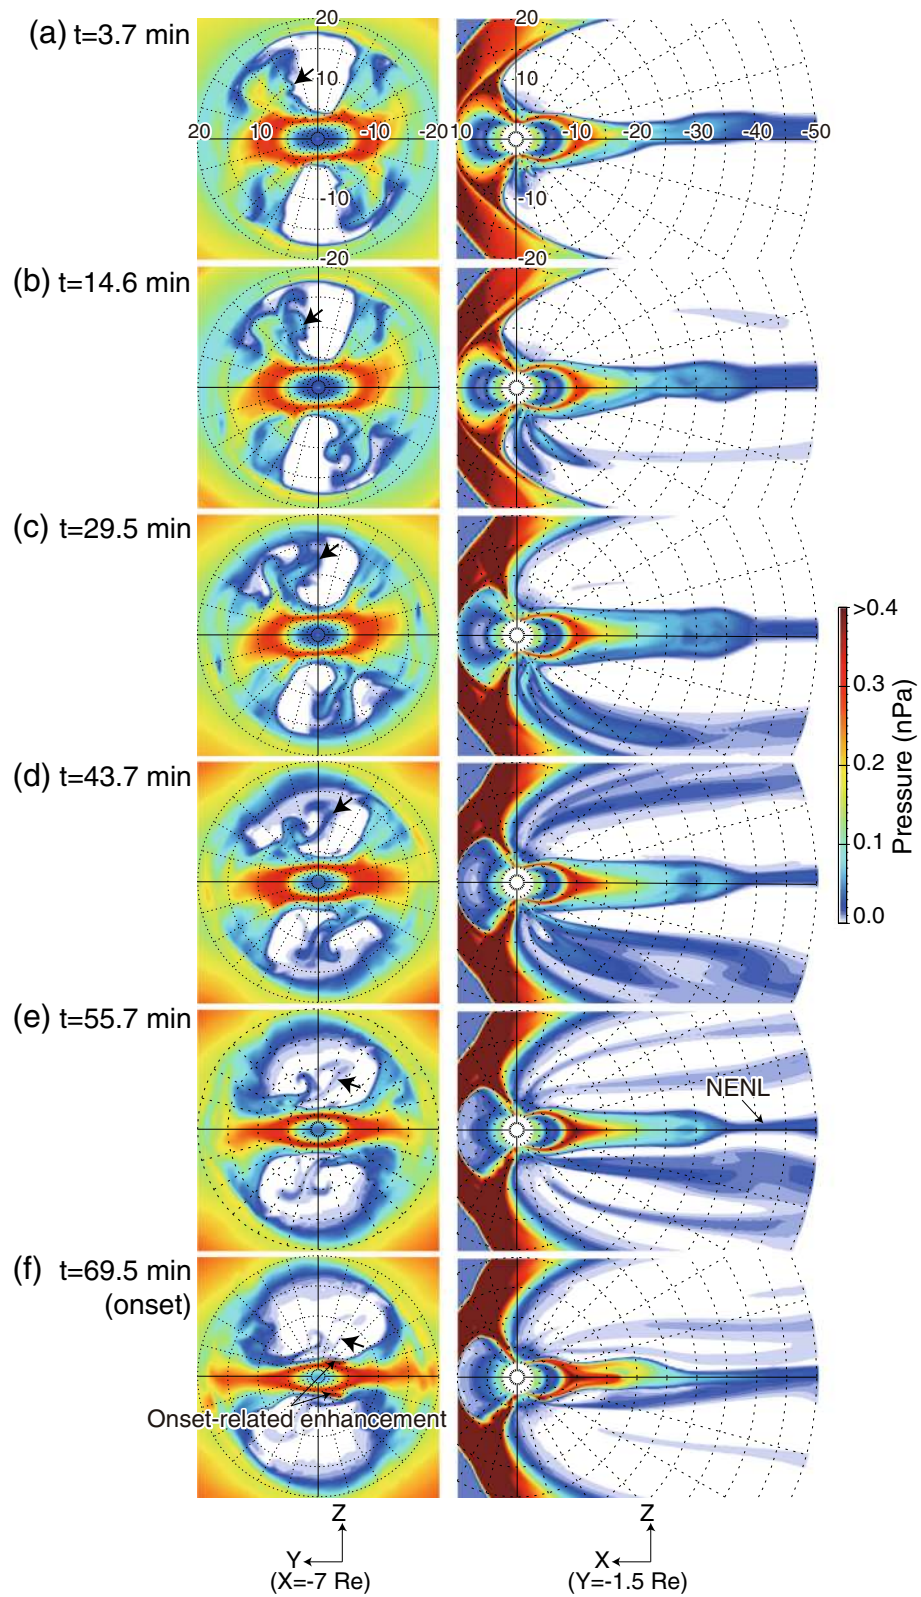 (a) t=3.7 min
20
10
20 10 -10 -20
-10
-20
20
10
10 -10 -20 -30 -40 -50
-10
-20
(b) t=14.6 min
(c) t=29.5 min
>0.4
0.3
0.2
0.1
0.0
Pressure (nPa)
(d) t=43.7 min
(e) t=55.7 min
NENL
(f) t=69.5 min
(onset)
Onset-related enhancement
Z
Y
(X=-7 Re)
Z
X
(Y=-1.5 Re)